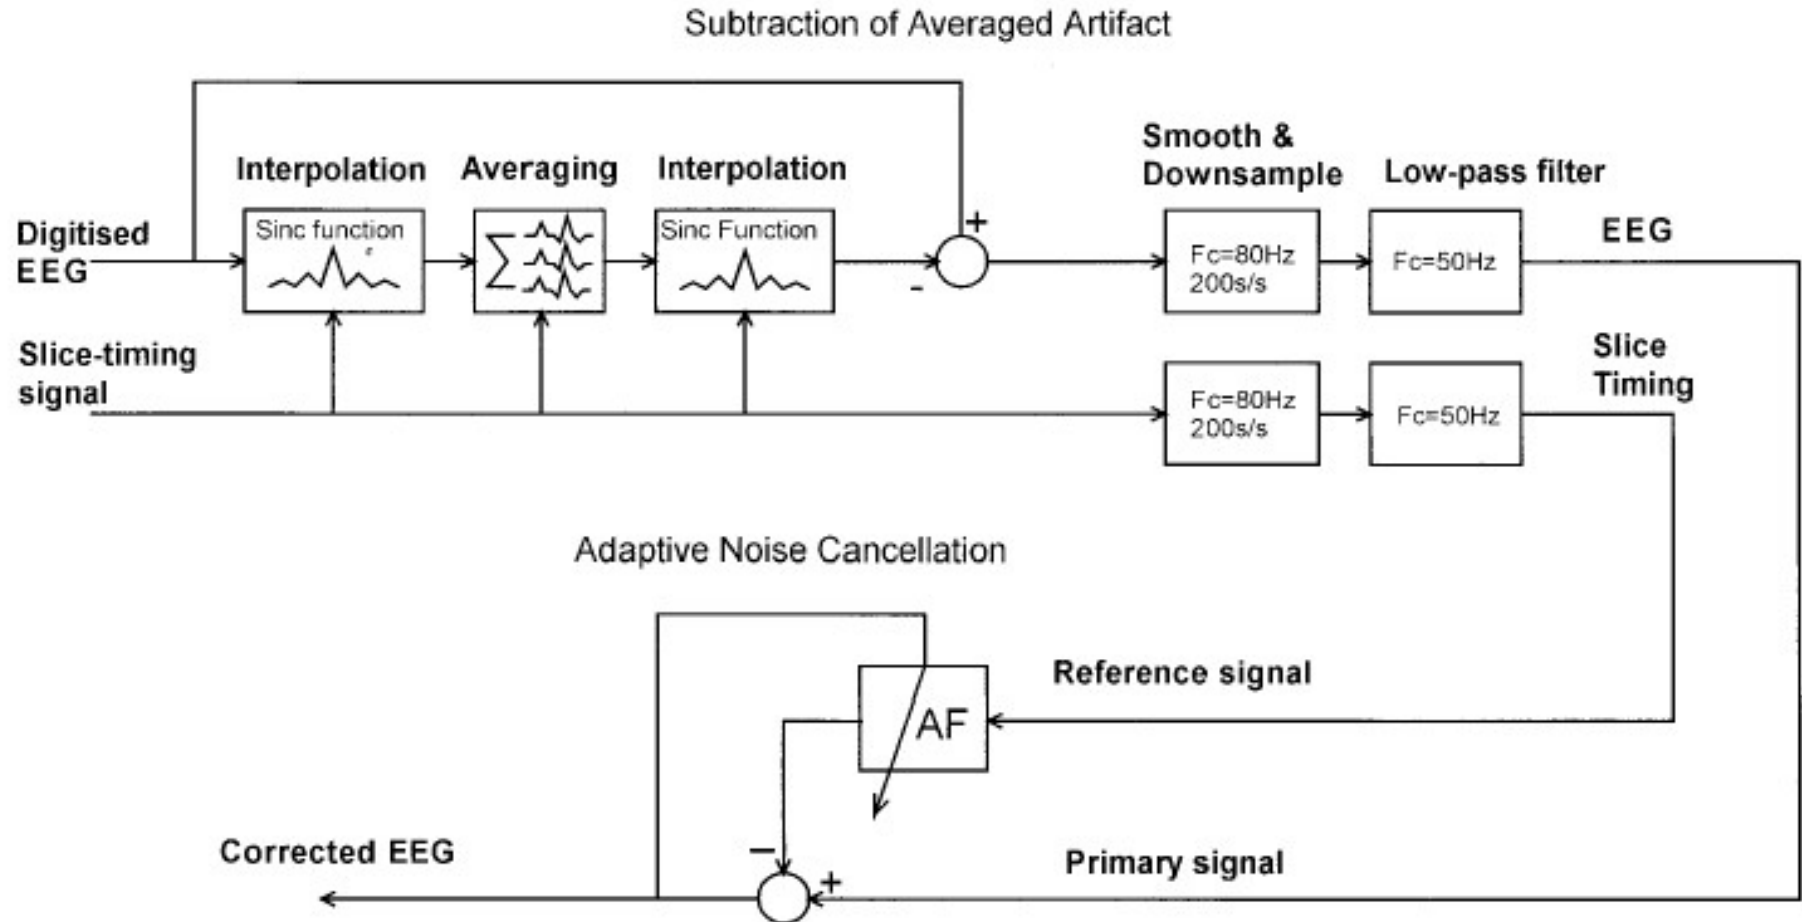 Subtraction of Averaged Artifact
Interpolation
Averaging
Interpolation
Smooth &
Downsample
Low-pass filter
Digitised
EEG
Sinc function
Sinc Function
+
-
Fc=80Hz
200s/s
Fc=50Hz
EEG
Slice-timing
signal
Fc=80Hz
200s/s
Fc=50Hz
Slice
Timing
Adaptive Noise Cancellation
AF
Reference signal
Corrected EEG
−
+
Primary signal